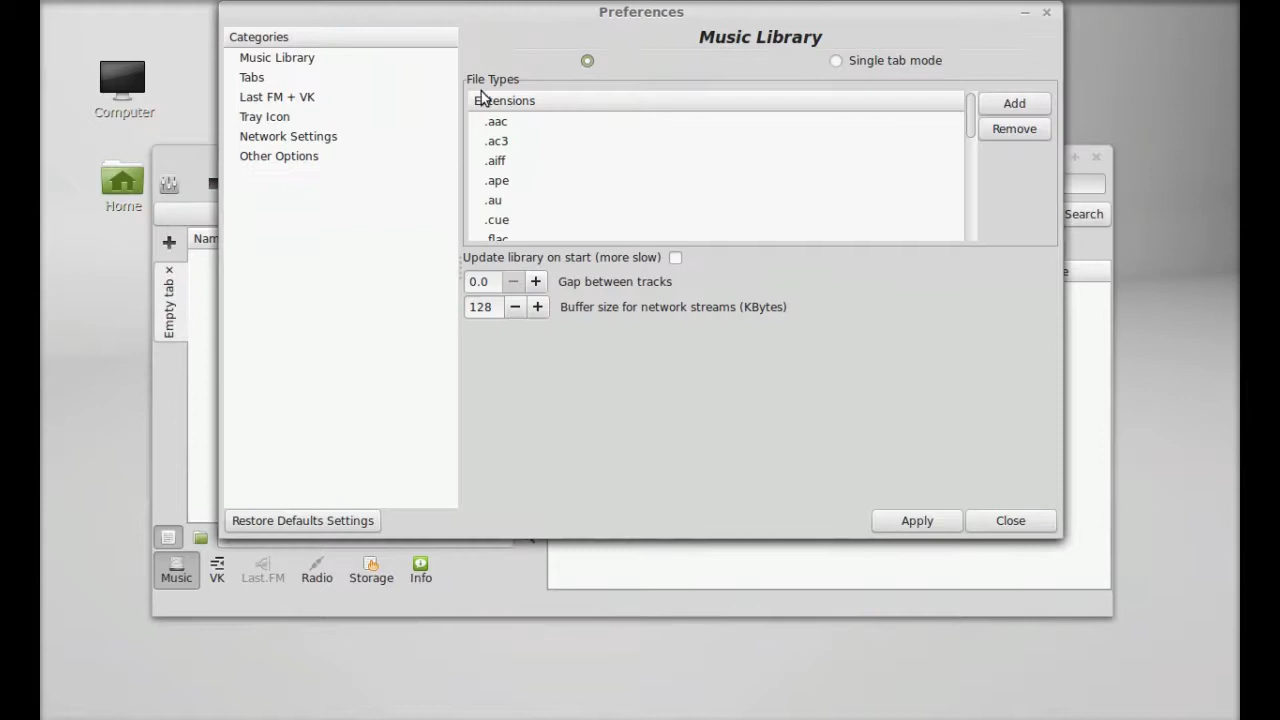 Preferences
Computer
Home
Categories
Music Library
Tabs
Last FM + VK
Tray Icon
Network Settings
Other Options
Music Library
Single tab mode
File Types
Extensions
.aac
.ac3
.aiff
.ape
.au
.cue
.flac
Add
Remove
Update library on start (more slow)
0.0 Gap between tracks
128 Buffer size for network streams (KBytes)
Restore Defaults Settings
Apply
Close
Search
Empty tab
Music
VK
Last.FM
Radio
Storage
Info